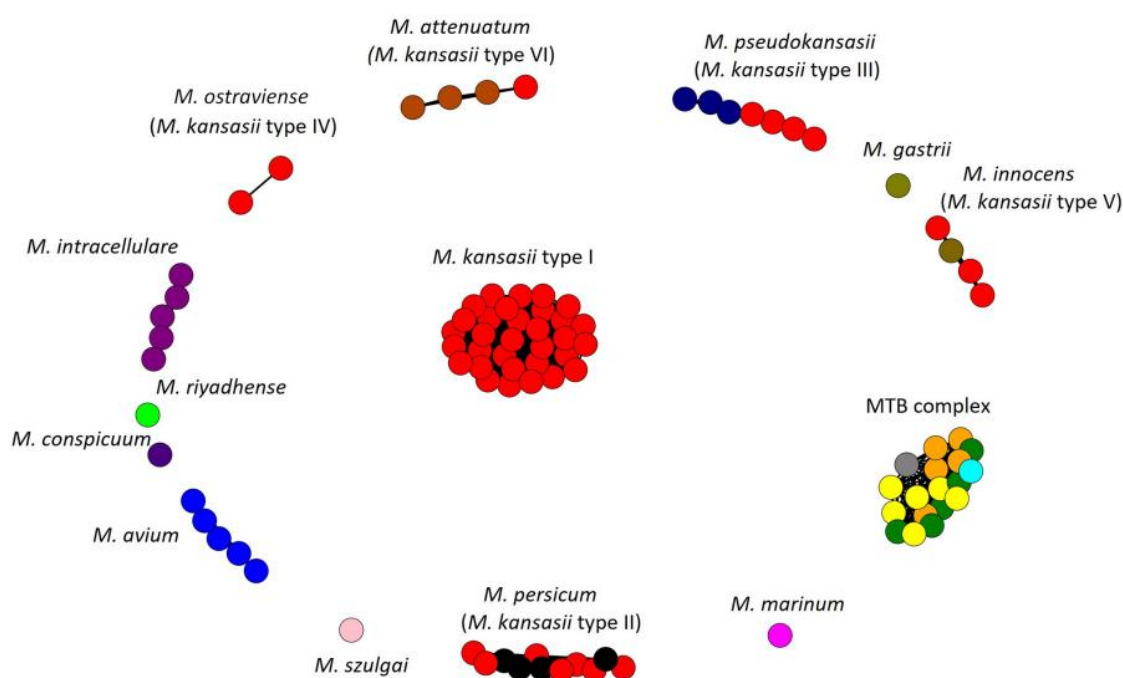 M. attenuatum
(M. kansasii type VI)
M. pseudokansasii
(M. kansasii type III)
M. ostraviense
(M. kansasii type IV)
M. gastrii
M. innocens
(M. kansasii type V)
M. intracellulare
M. kansasii type I
M. riyadhense
MTB complex
M. conspicuum
M. avium
M. persicum
(M. kansasii type II)
M. marinum
M. szulgai